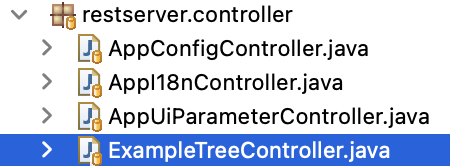 restserver.controller
AppConfigController.java
AppI18nController.java
AppUiParameterController.java
ExampleTreeController.java